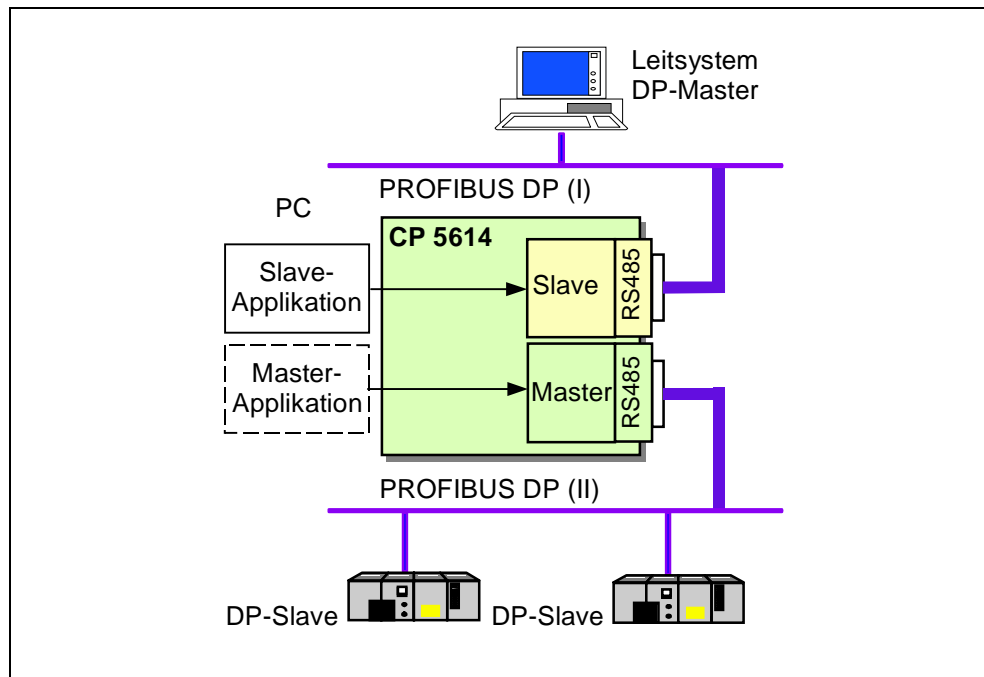 Leitsystem
DP-Master
PROFIBUS DP (I)
PC
CP 5614
Slave-
Applikation
Slave
RS485
Master-
Applikation
Master
RS485
PROFIBUS DP (II)
DP-Slave
DP-Slave